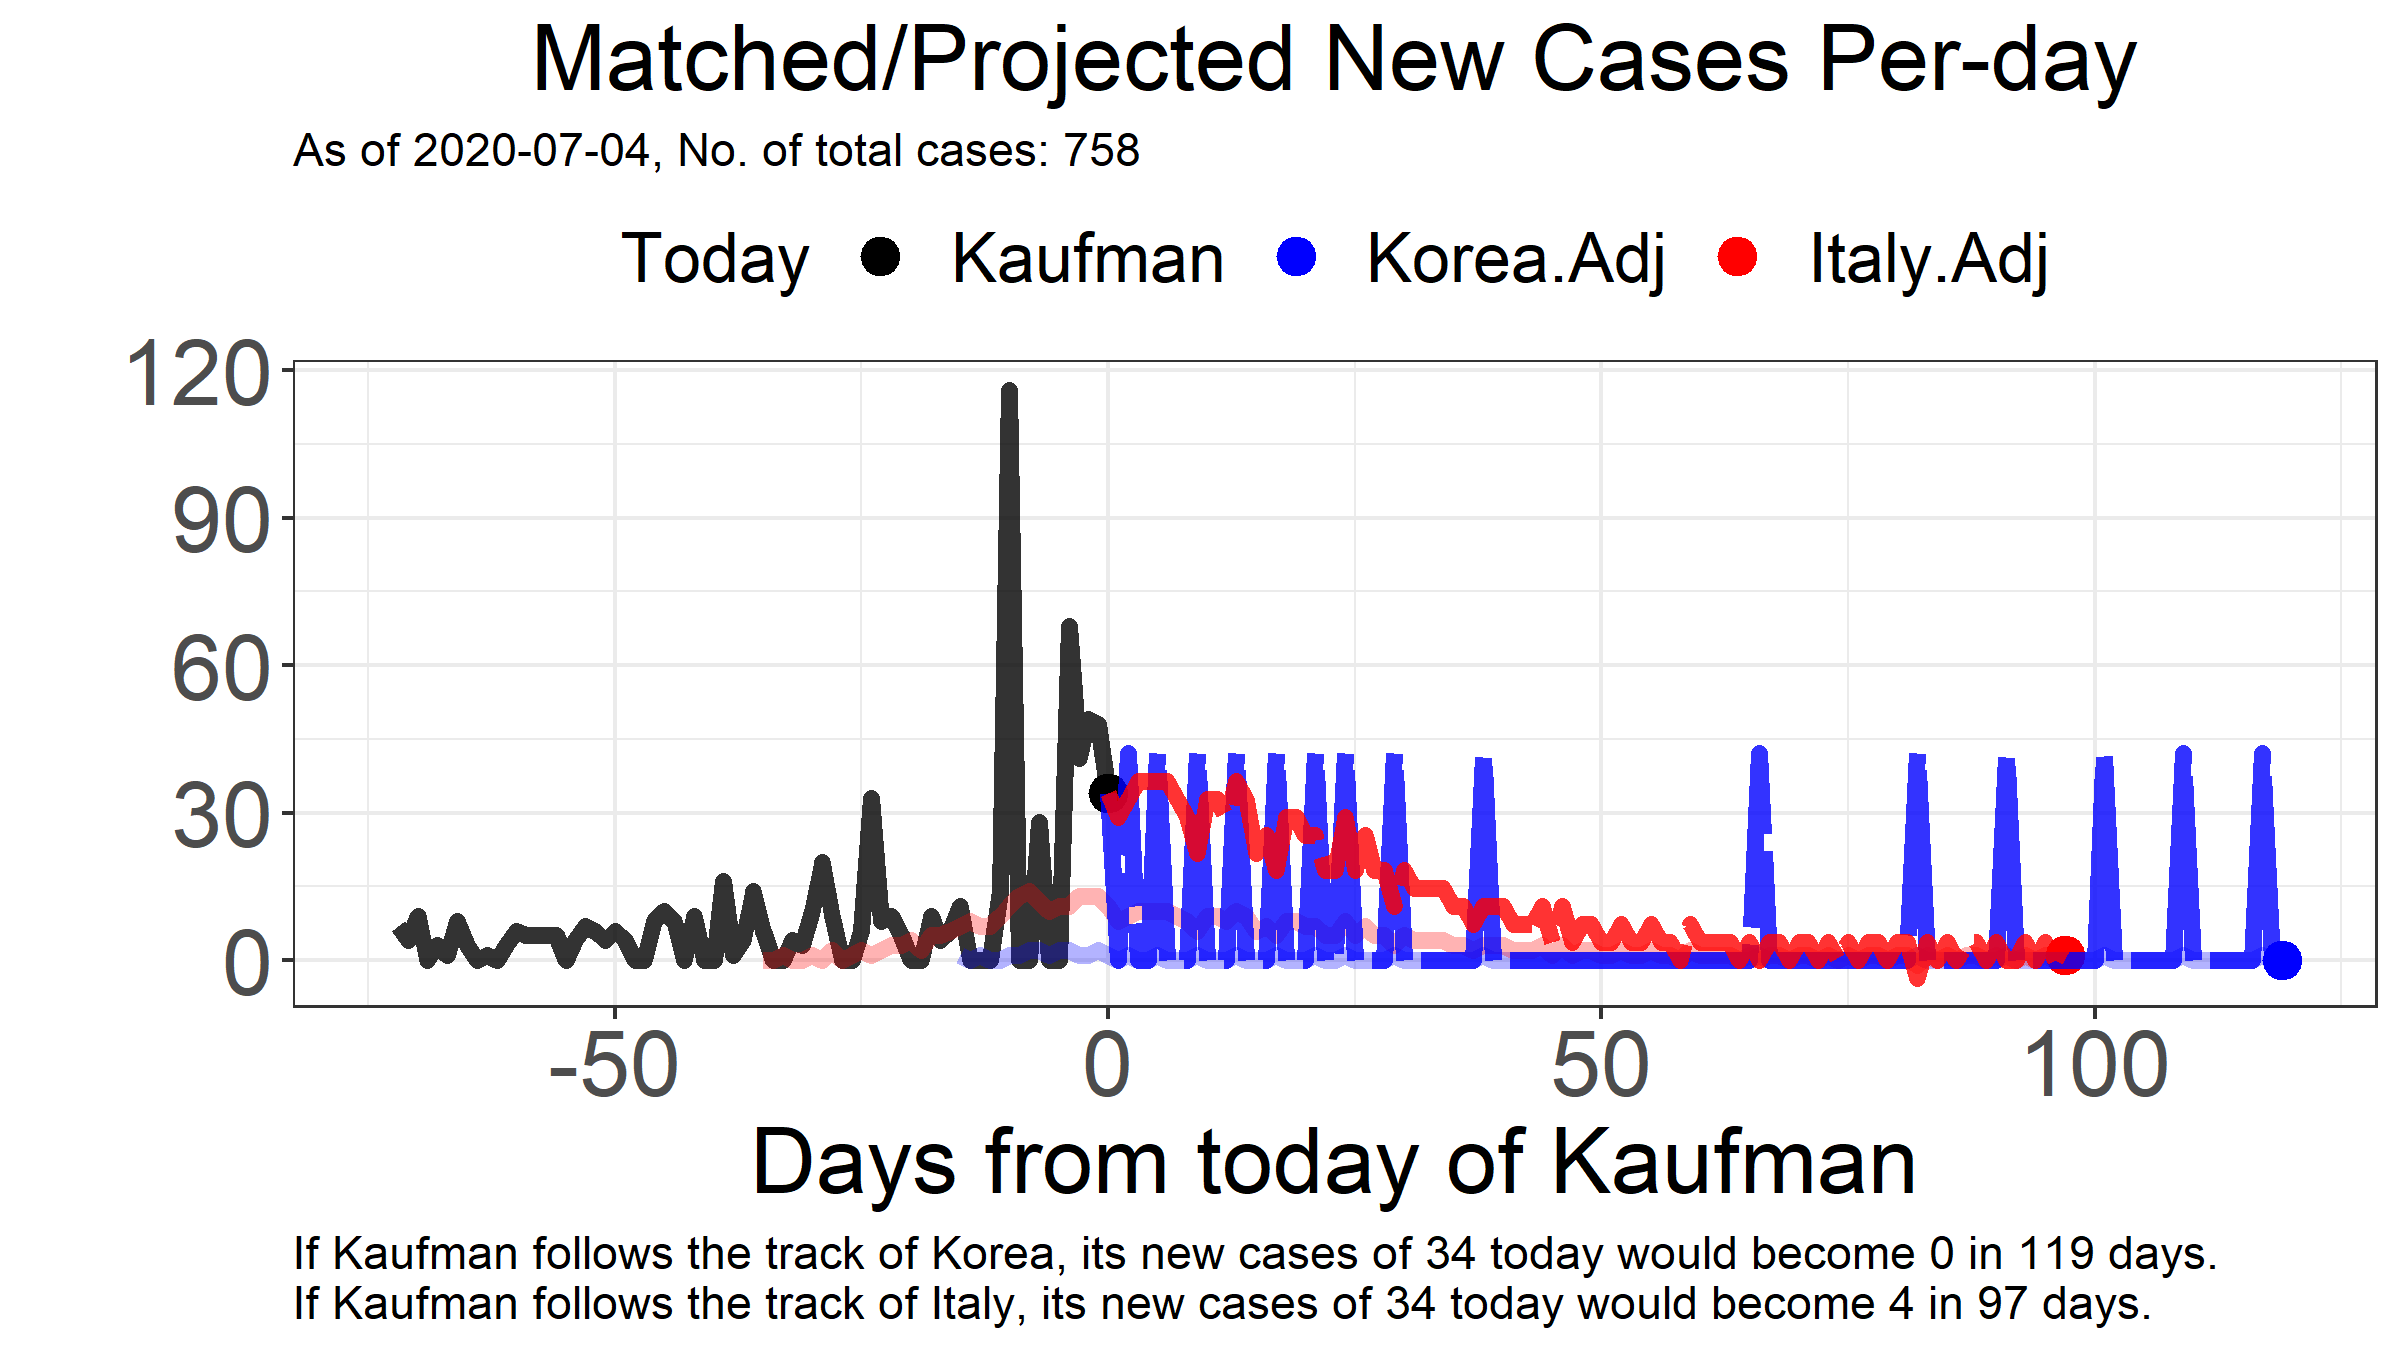 Matched/Projected New Cases Per-day
As of 2020-07-04, No. of total cases: 758
Today Kaufman Korea.Adj Italy.Adj
120
90
60
30
0
-50 0 50 100
Days from today of Kaufman
If Kaufman follows the track of Korea, its new cases of 34 today would become 0 in 119 days.
If Kaufman follows the track of Italy, its new cases of 34 today would become 4 in 97 days.